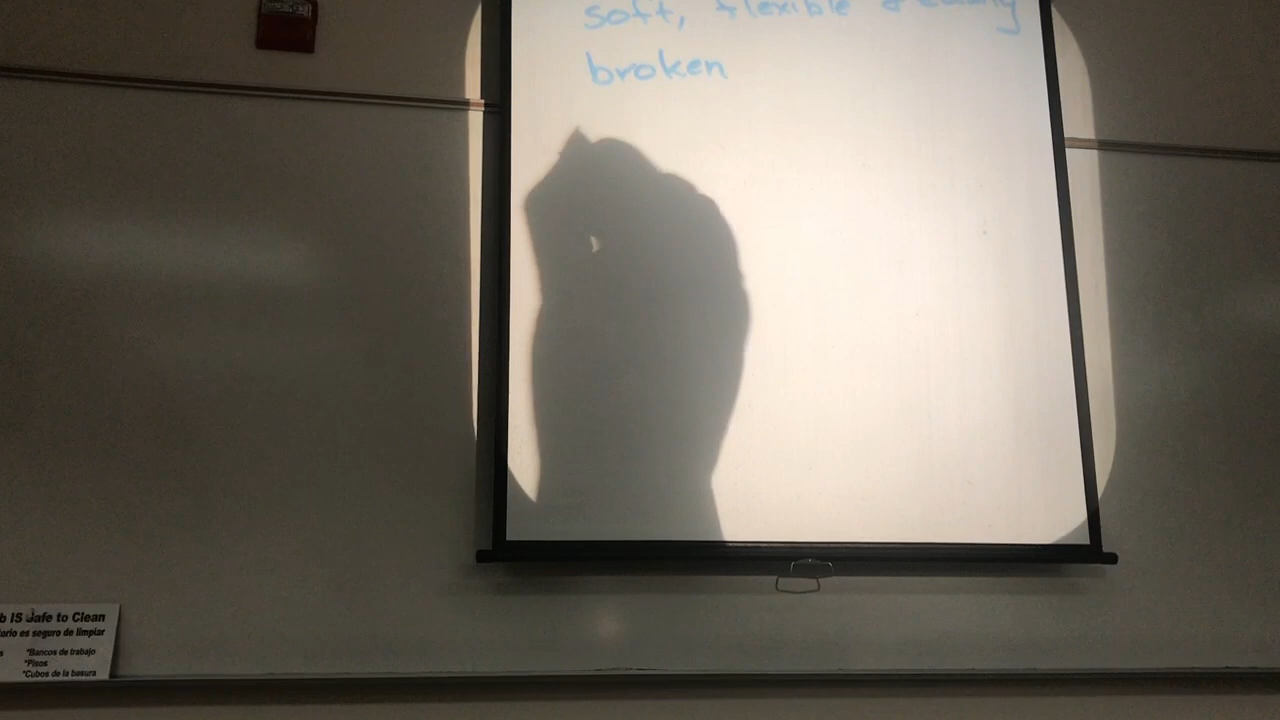 soft, flexible & easily
broken
IS Safe to Clean
orio es seguro de limpiar
*Bancos de trabajo
*Pisos
*Cubos de la basura